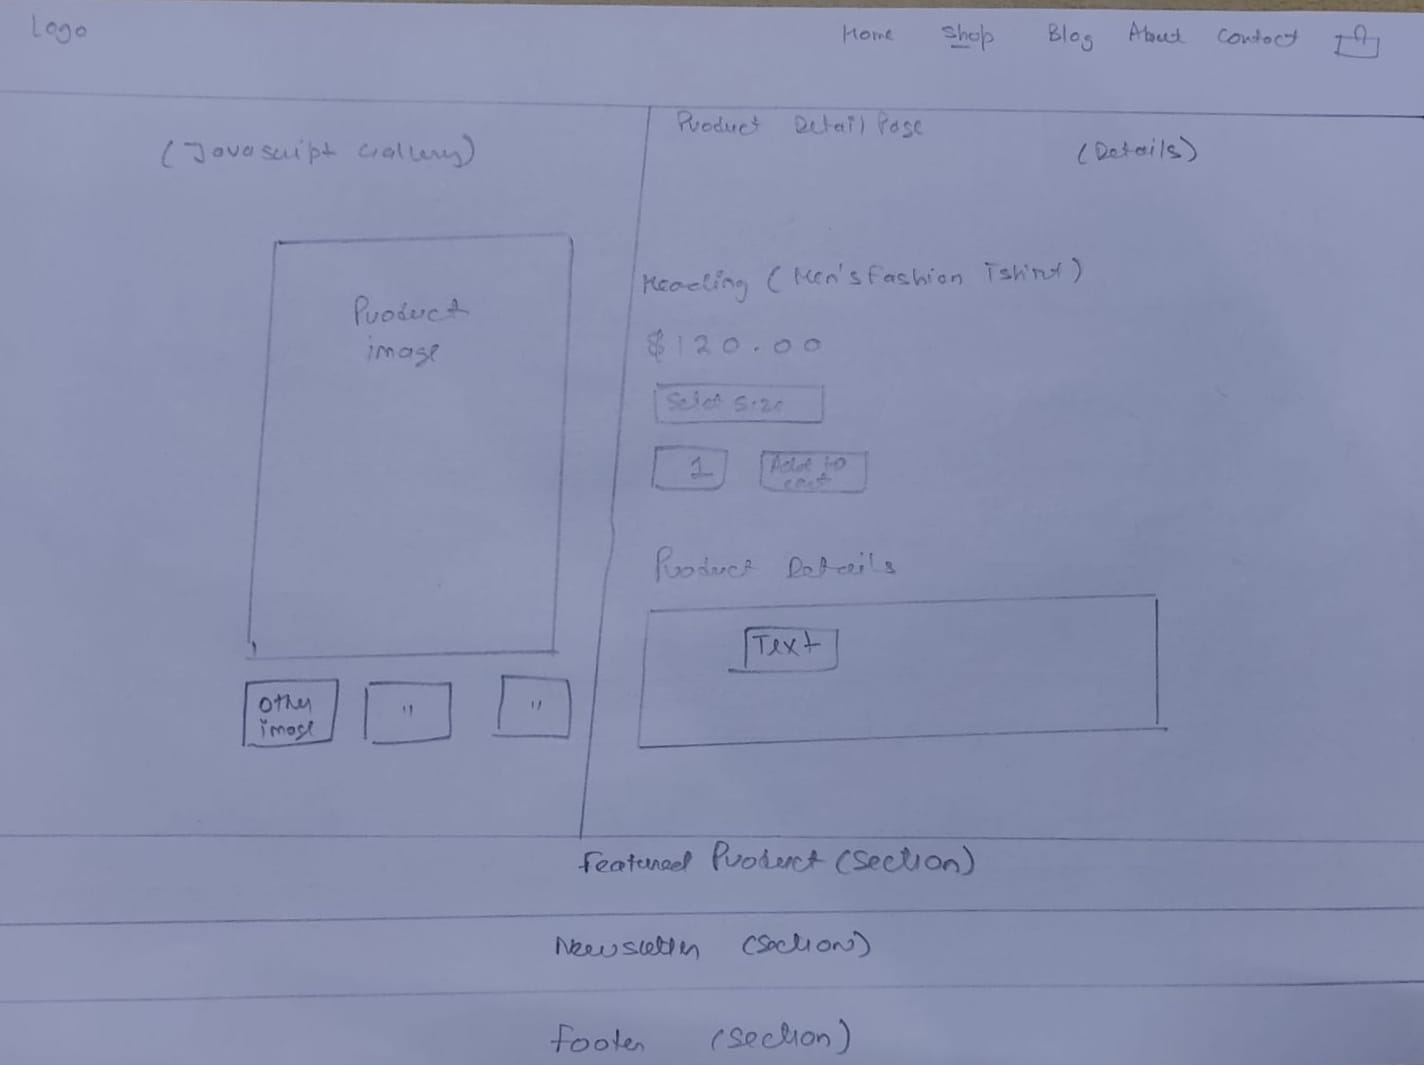 Logo
Home Shop Blog About Contact
Product Detail Page
(Javascript Gallery)
(Details)
Product
image
Heading (Men's Fashion Tshirt)
$120.00
Select Size
1
Add to
cart
Product Details
Text
Other
image
"
"
Featured Product (Section)
Newsletter (Section)
Footer (Section)